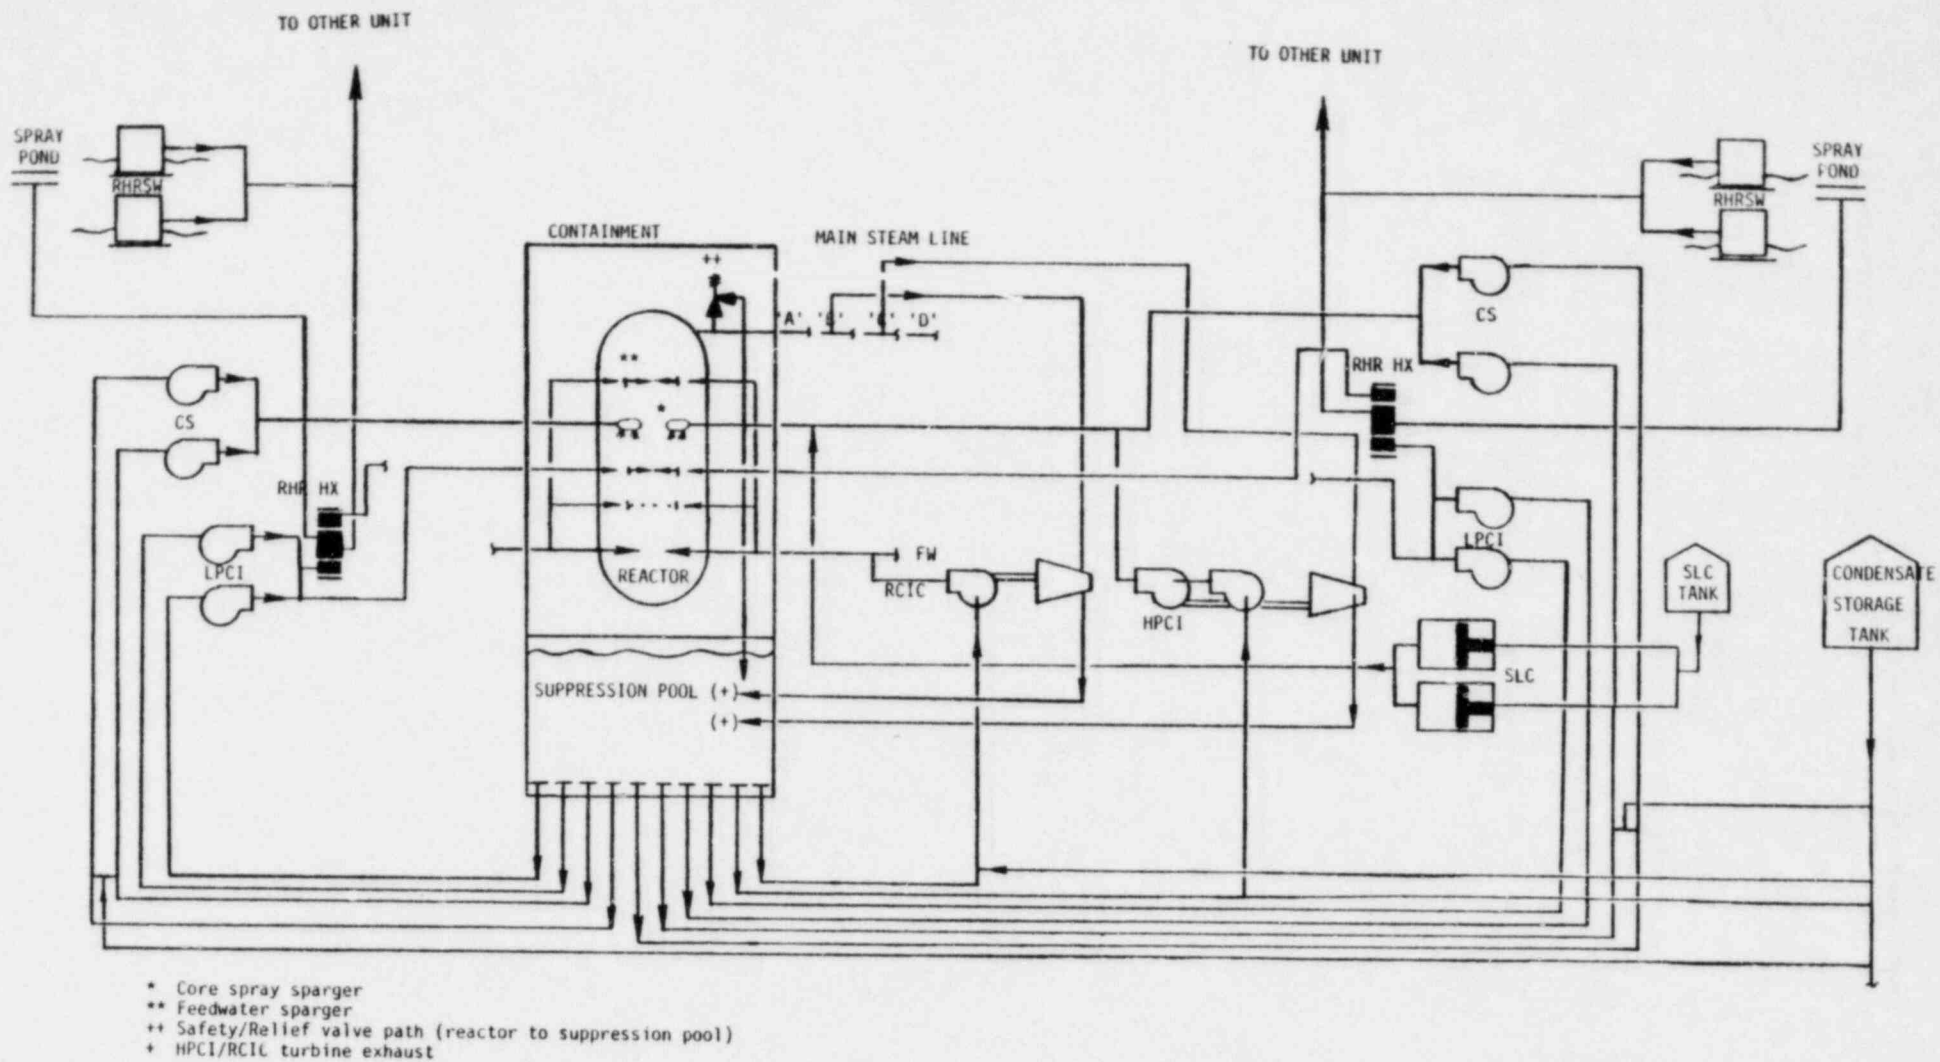 TO OTHER UNIT
TO OTHER UNIT
SPRAY
POND
RHRSW
SPRAY
POND
RHRSW
CONTAINMENT
++
MAIN STEAM LINE
'A' 'B' 'C' 'D'
CS
**
RHR HX
*
CS
RHR HX
LPCI
LPCI
FW
REACTOR
RCIC
HPCI
SLC
TANK
CONDENSATE
STORAGE
TANK
SLC
SUPPRESSION POOL (+)
(+)
* Core spray sparger
** Feedwater sparger
++ Safety/Relief valve path (reactor to suppression pool)
+ HPCI/RCIC turbine exhaust